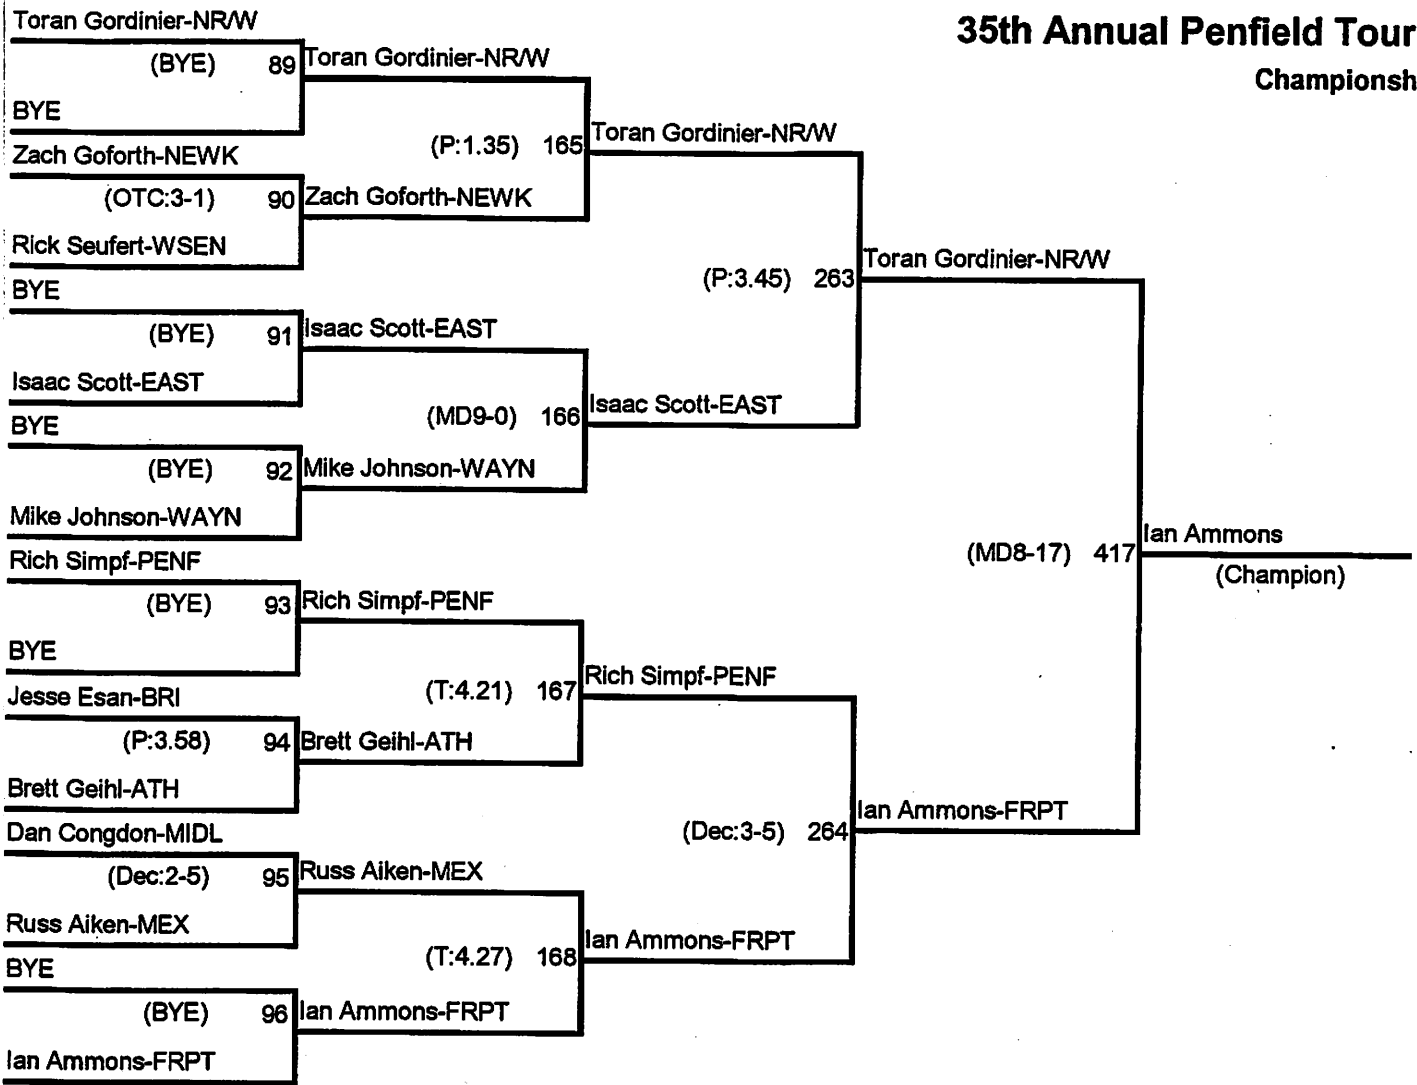 Toran Gordinier-NR/W
35th Annual Penfield Tour
Championsh
(BYE) 89 Toran Gordinier-NR/W
BYE
(P:1.35) 165 Toran Gordinier-NR/W
Zach Goforth-NEWK
(OTC:3-1) 90 Zach Goforth-NEWK
Rick Seufert-WSEN
(P:3.45) 263 Toran Gordinier-NR/W
BYE
(BYE) 91 Isaac Scott-EAST
Isaac Scott-EAST
(MD9-0) 166 Isaac Scott-EAST
BYE
(BYE) 92 Mike Johnson-WAYN
Mike Johnson-WAYN
(MD8-17) 417 Ian Ammons
(Champion)
Rich Simpf-PENF
(BYE) 93 Rich Simpf-PENF
BYE
(T:4.21) 167 Rich Simpf-PENF
Jesse Esan-BRI
(P:3.58) 94 Brett Geihl-ATH
Brett Geihl-ATH
(Dec:3-5) 264 Ian Ammons-FRPT
Dan Congdon-MIDL
(Dec:2-5) 95 Russ Aiken-MEX
Russ Aiken-MEX
(T:4.27) 168 Ian Ammons-FRPT
BYE
(BYE) 96 Ian Ammons-FRPT
Ian Ammons-FRPT